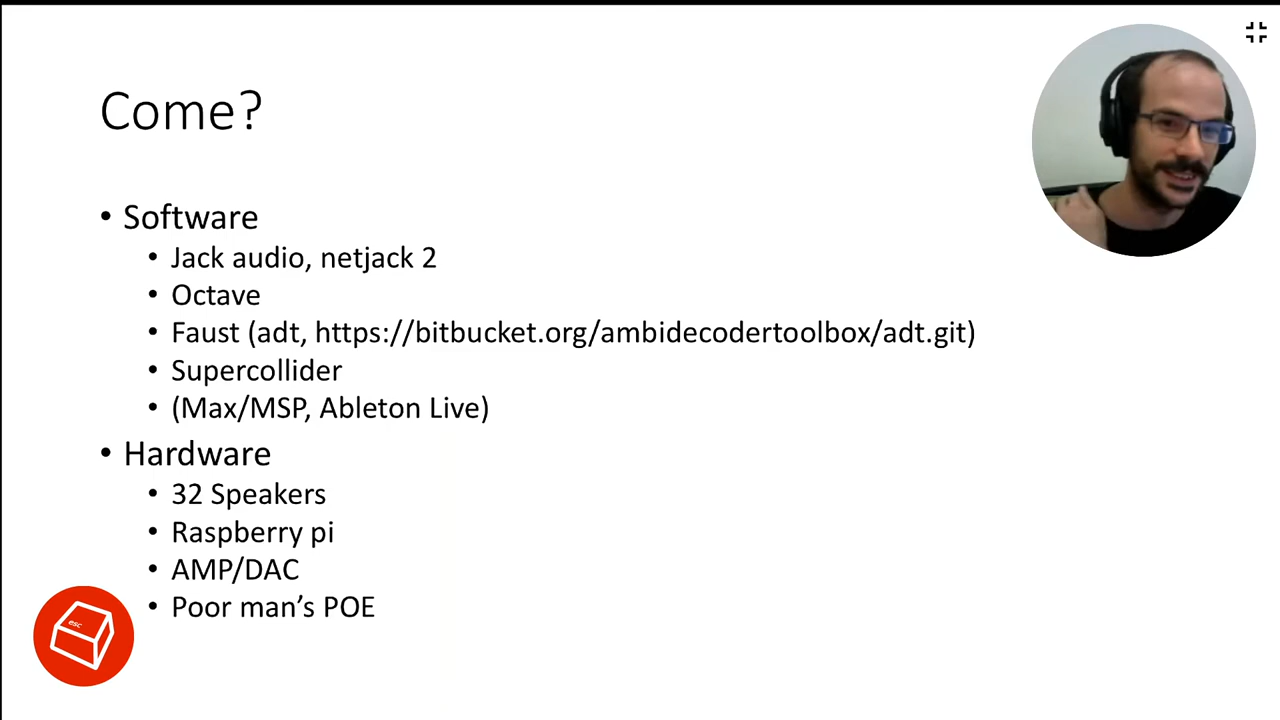 Come?
• Software
• Jack audio, netjack 2
• Octave
• Faust (adt, https://bitbucket.org/ambidecodertoolbox/adt.git)
• Supercollider
• (Max/MSP, Ableton Live)
• Hardware
• 32 Speakers
• Raspberry pi
• AMP/DAC
• Poor man’s POE
esc